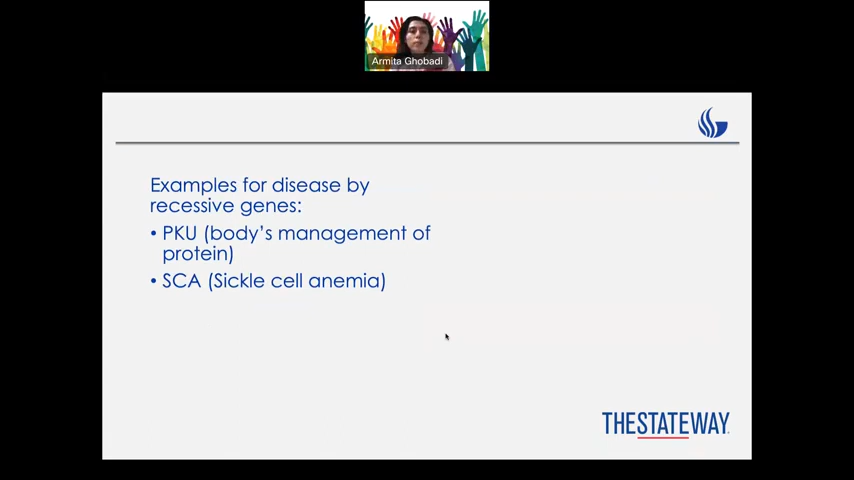 Armita Ghobadi
Examples for disease by
recessive genes:
• PKU (body's management of
protein)
• SCA (Sickle cell anemia)
THESTATEWAY.